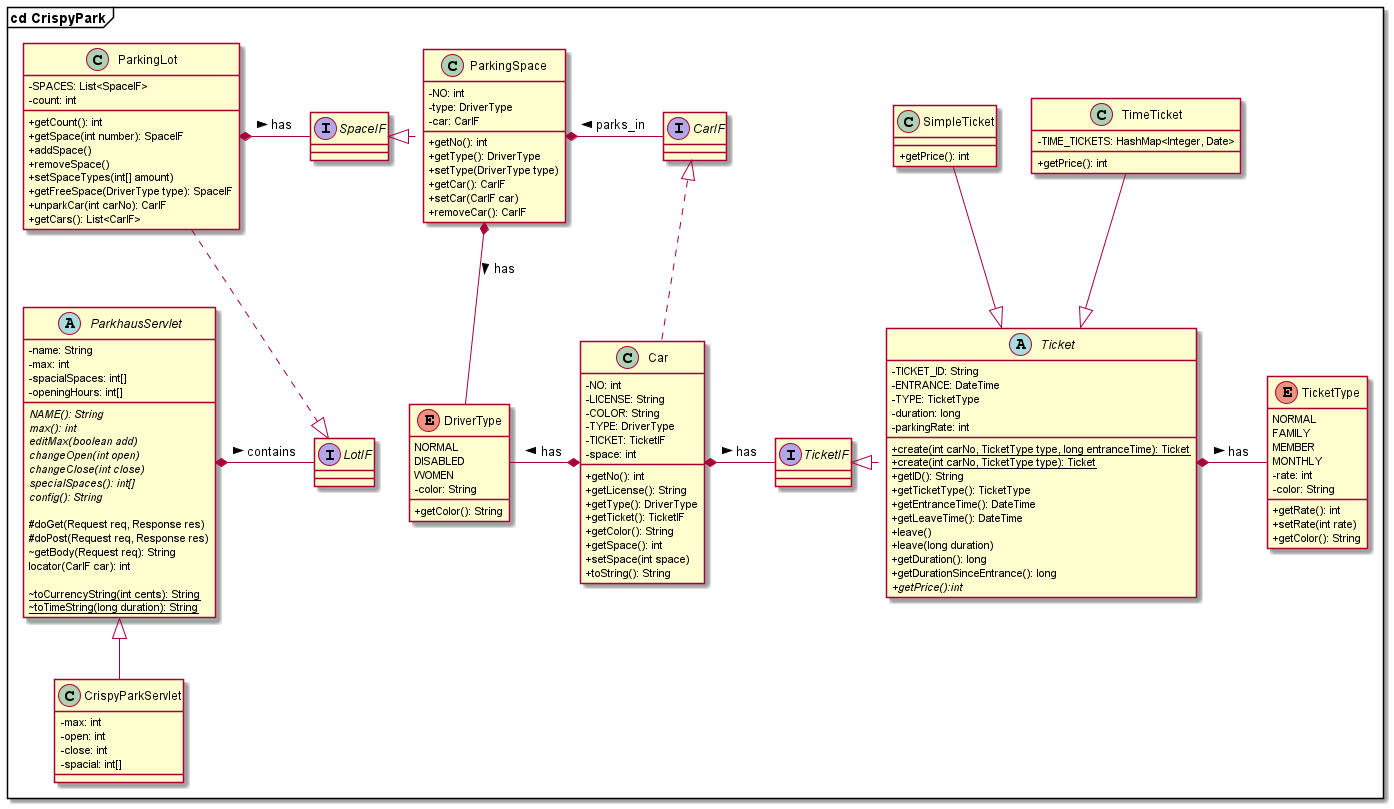 cd CrispyPark
C ParkingLot
-SPACES: List<SpaceIF>
-count: int
+getCount(): int
+getSpace(int number): SpaceIF
+addSpace()
+removeSpace()
+setSpaceTypes(int[] amount)
+getFreeSpace(DriverType type): SpaceIF
+unparkCar(int carNo): CarIF
+getCars(): List<CarIF>
has
I SpaceIF
C ParkingSpace
-NO: int
-type: DriverType
-car: CarIF
+getNo(): int
+getType(): DriverType
+setType(DriverType type)
+getCar(): CarIF
+setCar(CarIF car)
+removeCar(): CarIF
parks_in
I CarIF
C SimpleTicket
+getPrice(): int
C TimeTicket
-TIME_TICKETS: HashMap<Integer, Date>
+getPrice(): int
has
A ParkhausServlet
-name: String
-max: int
-spacialSpaces: int[]
-openingHours: int[]
NAME(): String
max(): int
editMax(boolean add)
changeOpen(int open)
changeClose(int close)
specialSpaces(): int[]
config(): String
#doGet(Request req, Response res)
#doPost(Request req, Response res)
~getBody(Request req): String
locator(CarIF car): int
~toCurrencyString(int cents): String
~toTimeString(long duration): String
contains
I LotIF
E DriverType
NORMAL
DISABLED
WOMEN
-color: String
+getColor(): String
has
C Car
-NO: int
-LICENSE: String
-COLOR: String
-TYPE: DriverType
-TICKET: TicketIF
-space: int
+getNo(): int
+getLicense(): String
+getType(): DriverType
+getTicket(): TicketIF
+getColor(): String
+getSpace(): int
+setSpace(int space)
+toString(): String
has
I TicketIF
A Ticket
-TICKET_ID: String
-ENTRANCE: DateTime
-TYPE: TicketType
-duration: long
-parkingRate: int
+create(int carNo, TicketType type, long entranceTime): Ticket
+create(int carNo, TicketType type): Ticket
+getID(): String
+getTicketType(): TicketType
+getEntranceTime(): DateTime
+getLeaveTime(): DateTime
+leave()
+leave(long duration)
+getDuration(): long
+getDurationSinceEntrance(): long
+getPrice():int
has
E TicketType
NORMAL
FAMILY
MEMBER
MONTHLY
-rate: int
-color: String
+getRate(): int
+setRate(int rate)
+getColor(): String
C CrispyParkServlet
-max: int
-open: int
-close: int
-spacial: int[]